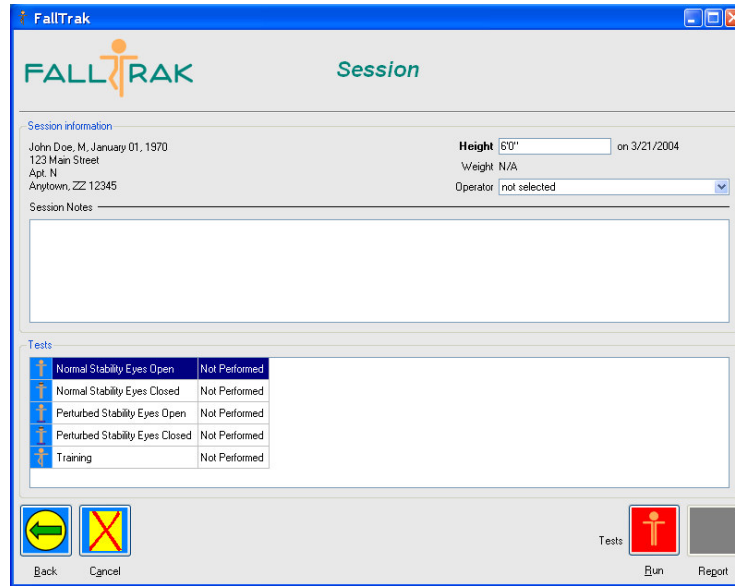 FallTrak
FALLTRAK
Session
Session information
John Doe, M, January 01, 1970
123 Main Street
Apt. N
Anytown, ZZ 12345
Height 6'0" on 3/21/2004
Weight N/A
Operator not selected
Session Notes
Tests
Normal Stability Eyes Open Not Performed
Normal Stability Eyes Closed Not Performed
Perturbed Stability Eyes Open Not Performed
Perturbed Stability Eyes Closed Not Performed
Training Not Performed
Tests
Back Cancel Run Report